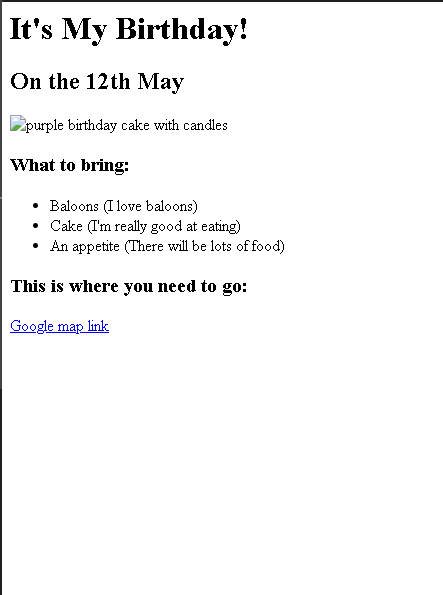 It's My Birthday!
On the 12th May
purple birthday cake with candles
What to bring:
• Baloons (I love baloons)
• Cake (I'm really good at eating)
• An appetite (There will be lots of food)
This is where you need to go:
Google map link